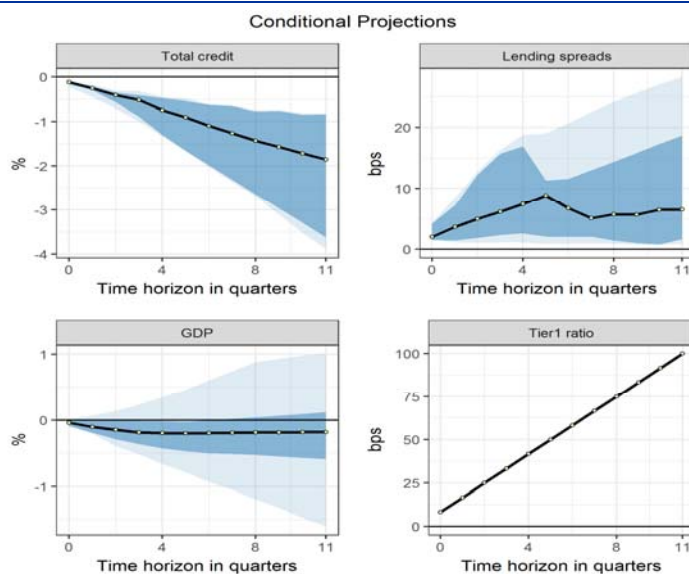 Conditional Projections
Total credit
0
-1
-2
-3
-4
%
0 4 8 11
Time horizon in quarters
Lending spreads
20
10
0
bps
0 4 8 11
Time horizon in quarters
GDP
1
0
-1
%
0 4 8 11
Time horizon in quarters
Tier1 ratio
100
75
50
25
0
bps
0 4 8 11
Time horizon in quarters